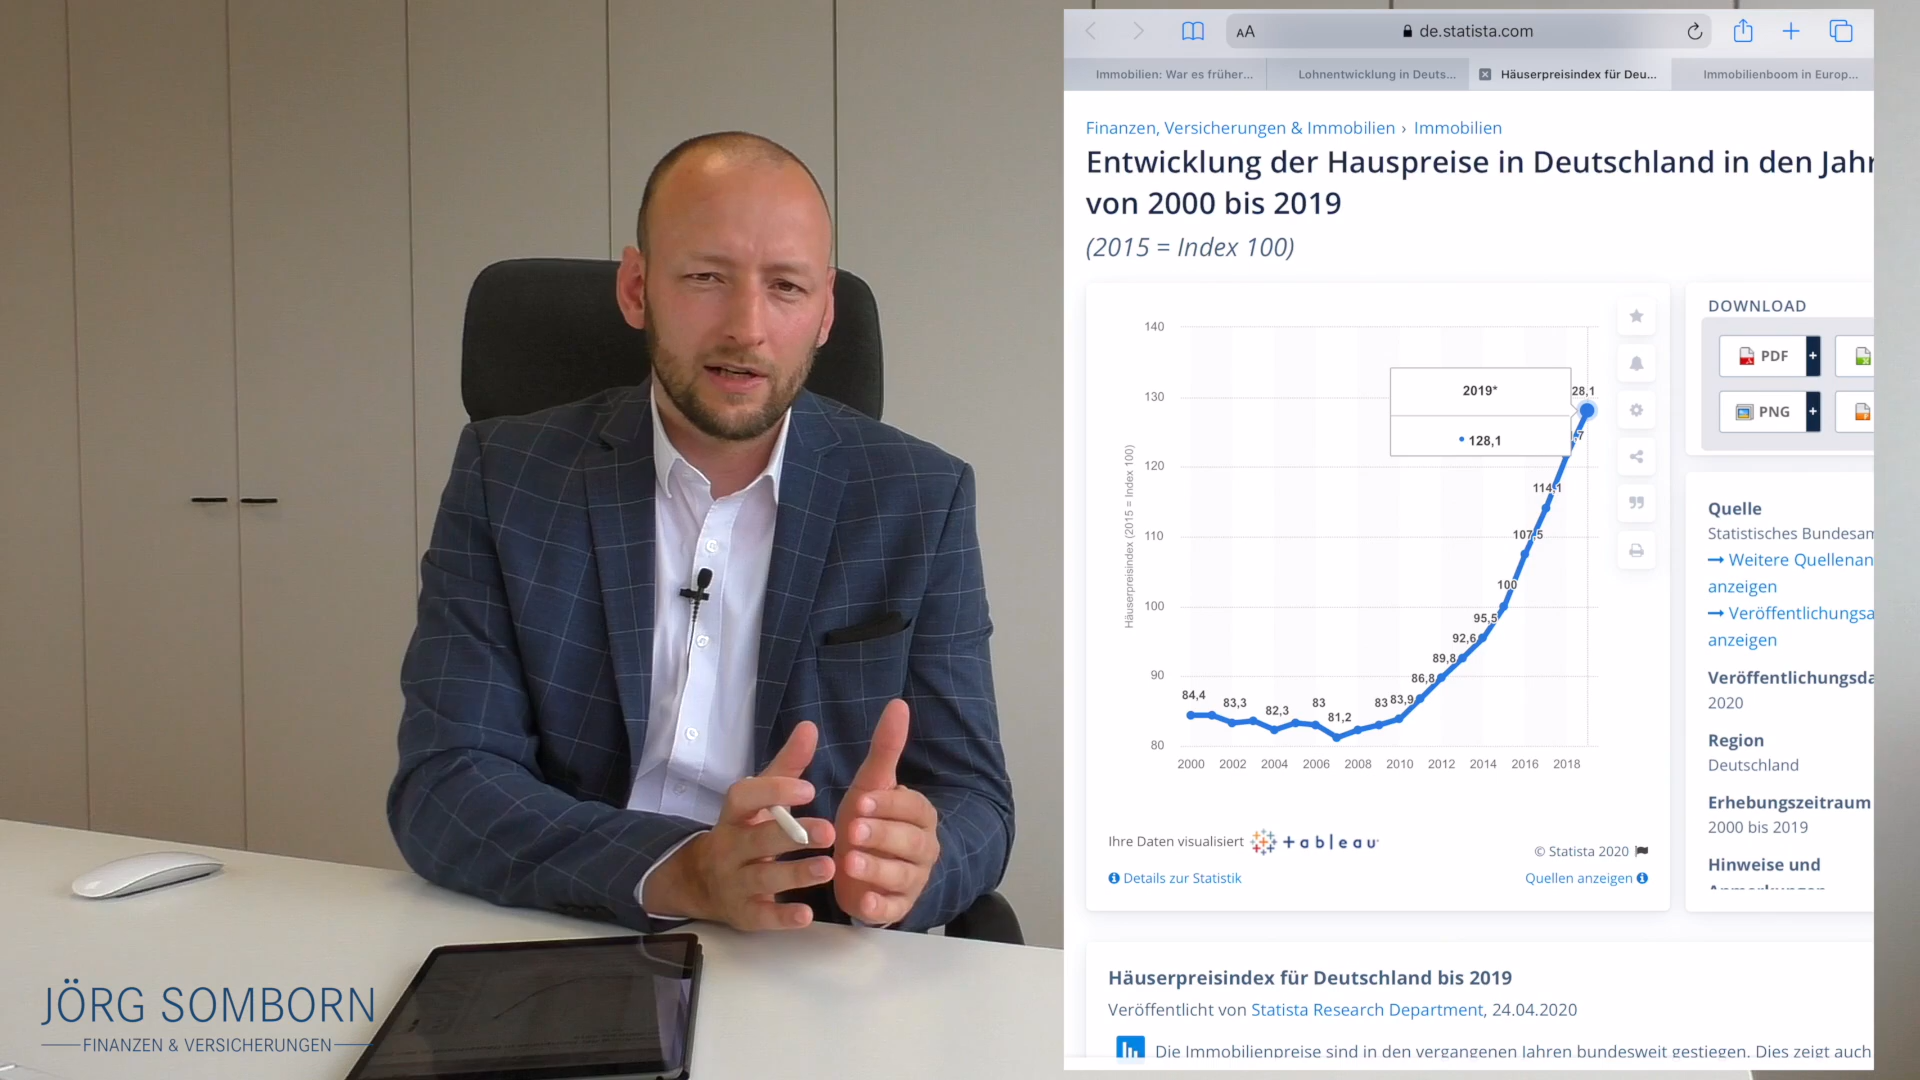 AA
de.statista.com
Immobilien: War es früher...
Lohnentwicklung in Deuts...
Häuserpreisindex für Deu...
Immobilienboom in Europ...
Finanzen, Versicherungen & Immobilien › Immobilien
Entwicklung der Hauspreise in Deutschland in den Jahr
von 2000 bis 2019
(2015 = Index 100)
DOWNLOAD
PDF +
PNG +
Häuserpreisindex (2015 = Index 100)
140
130
120
110
100
90
80
2019*
128,1
28,1
7
114,1
107,5
100
95,5
92,6
89,8
86,8
83,9
83
81,2
83
82,3
83,3
84,4
2000 2002 2004 2006 2008 2010 2012 2014 2016 2018
Ihre Daten visualisiert +ableau
© Statista 2020
Details zur Statistik
Quellen anzeigen
Quelle
Statistisches Bundesam
→ Weitere Quellenan
anzeigen
→ Veröffentlichungsa
anzeigen
Veröffentlichungsda
2020
Region
Deutschland
Erhebungszeitraum
2000 bis 2019
Hinweise und
Häuserpreisindex für Deutschland bis 2019
Veröffentlicht von Statista Research Department, 24.04.2020
Die Immobilienpreise sind in den vergangenen Jahren bundesweit gestiegen. Dies zeigt auch
JÖRG SOMBORN
FINANZEN & VERSICHERUNGEN